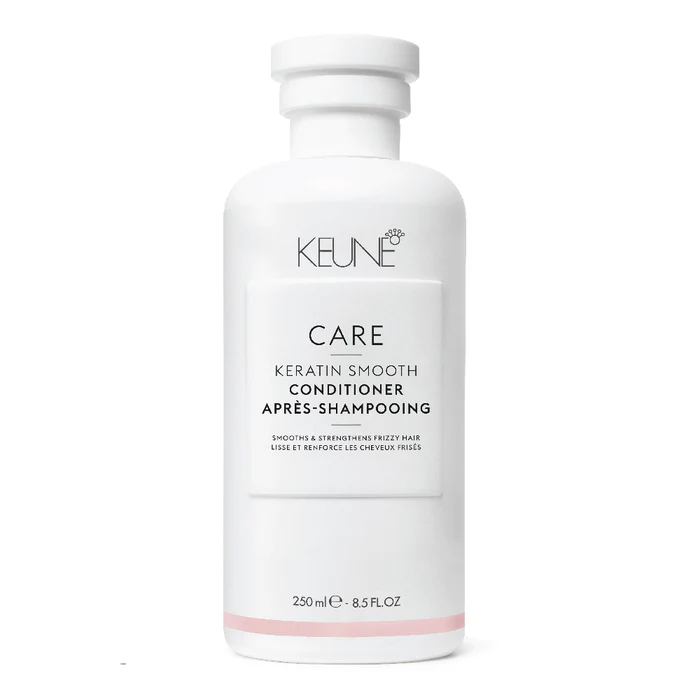 KEUNE
CARE
KERATIN SMOOTH
CONDITIONER
APRÈS-SHAMPOOING
SMOOTHS & STRENGTHENS FRIZZY HAIR
LISSE ET RENFORCE LES CHEVEUX FRISÉS
250 ml ℮ - 8.5 FL.OZ